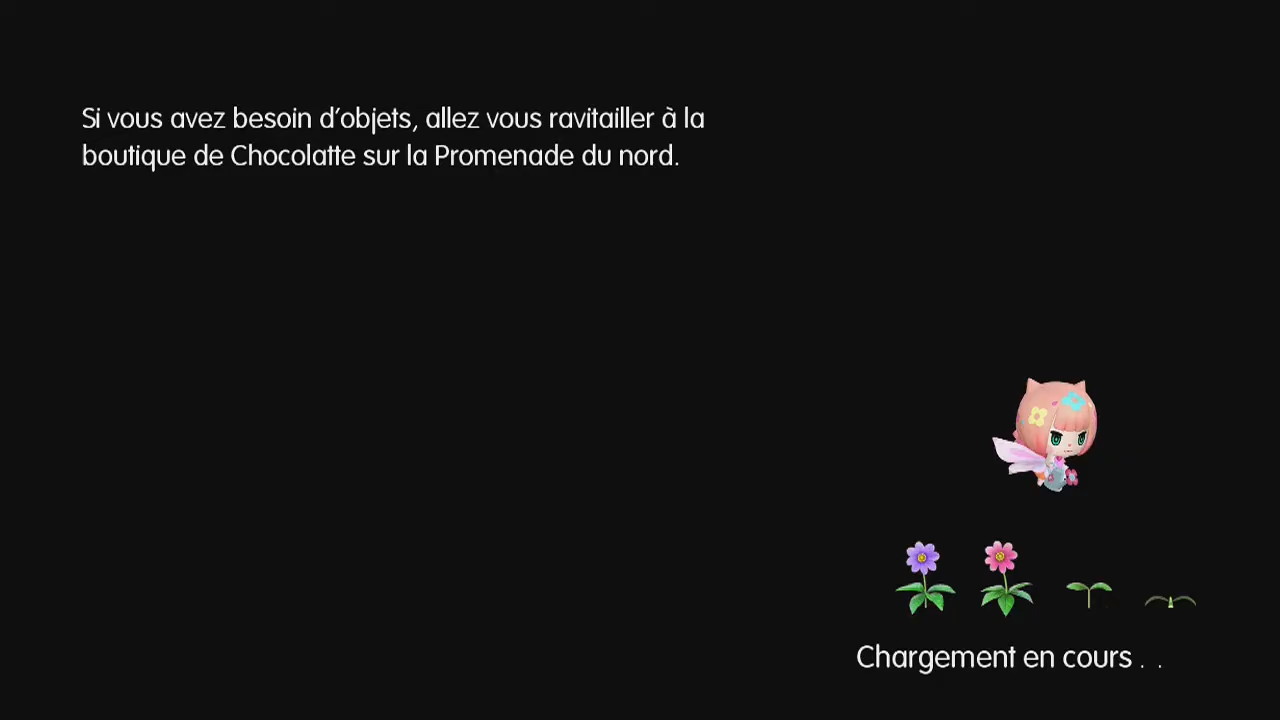 Si vous avez besoin d'objets, allez vous ravitailler à la
boutique de Chocolatte sur la Promenade du nord.
Chargement en cours . .